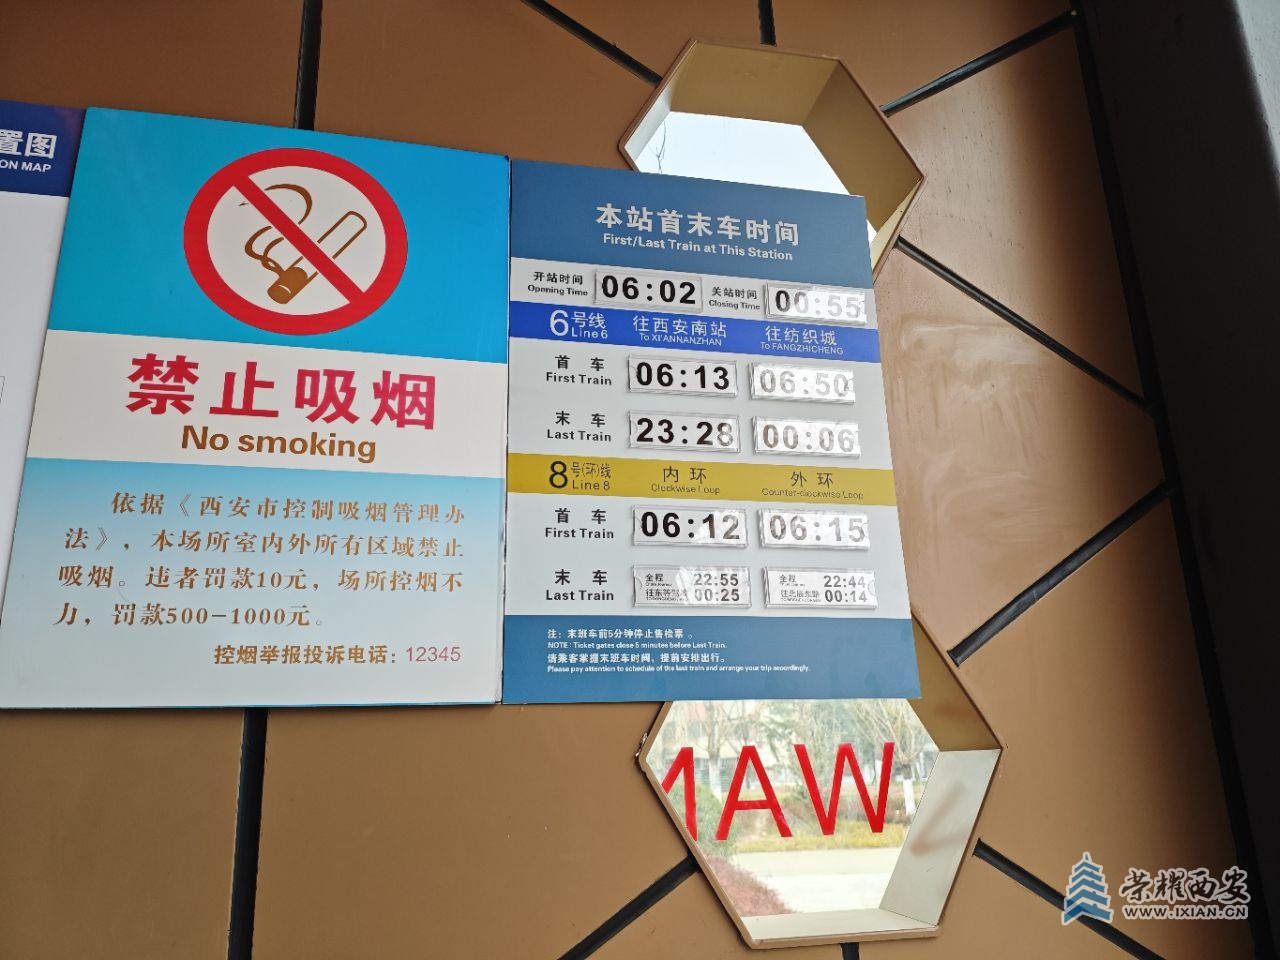 置图
ON MAP
禁止吸烟
No smoking
依据《西安市控制吸烟管理办
法》，本场所室内外所有区域禁止
吸烟。违者罚款10元，场所控烟不
力，罚款500-1000元。
控烟举报投诉电话：12345
本站首末车时间
First/Last Train at This Station
开站时间 06:02 关站时间 00:55
Opening Time Closing Time
6号线 往西安南站 往纺织城
Line 6 To XI'ANNANZHAN To FANGZHICHENG
首车 06:13 06:50
First Train
末车 23:28 00:06
Last Train
8号(环)线 内环 外环
Line 8 Clockwise Loop Counter-clockwise Loop
首车 06:12 06:15
First Train
末车 全程 22:55 全程 22:44
Last Train 00:25 往北辰东路 00:14
注：末班车前5分钟停止售检票。
NOTE: Ticket gates close 5 minutes before Last Train.
请乘客掌握末班车时间，提前安排出行。
Please pay attention to schedule of the last train and arrange your trip accordingly.
荣耀西安
WWW.IXIAN.CN